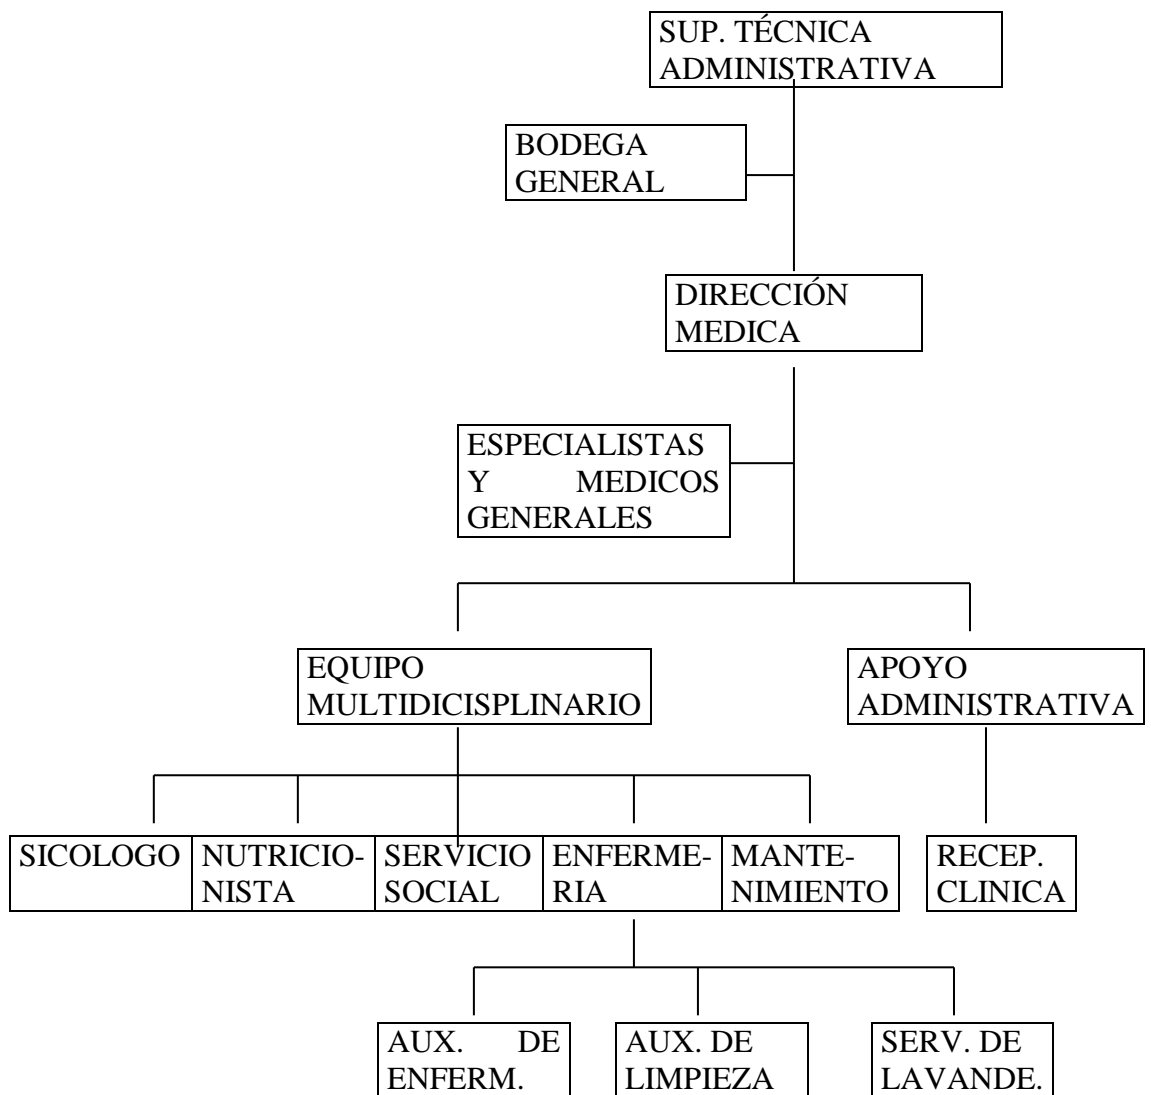 SUP. TÉCNICA
ADMINISTRATIVA
BODEGA
GENERAL
DIRECCIÓN
MEDICA
ESPECIALISTAS
Y MEDICOS
GENERALES
EQUIPO
MULTIDICISPLINARIO
APOYO
ADMINISTRATIVA
SICOLOGO
NUTRICIO-
NISTA
SERVICIO
SOCIAL
ENFERME-
RIA
MANTE-
NIMIENTO
RECEP.
CLINICA
AUX. DE
ENFERM.
AUX. DE
LIMPIEZA
SERV. DE
LAVANDE.